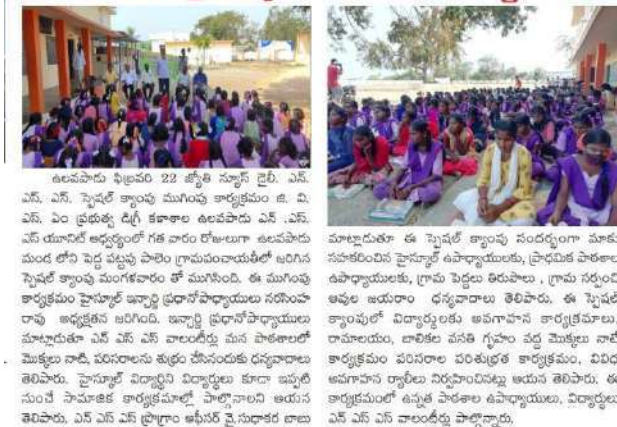 ఉలవపాడు ఫిబ్రవరి 22 జ్యోతి న్యూస్ డైలీ. ఎన్.
ఎస్. ఎస్. స్పెషల్ క్యాంపు ముగింపు కార్యక్రమం జి. వి.
ఎస్. ఏం ప్రభుత్వ డిగ్రీ కళాశాల ఉలవపాడు ఎన్ .ఎస్.
ఎస్ యూనిట్ ఆధ్వర్యంలో గత వారం రోజులుగా ఉలవపాడు
మండ లోని పెద్ద పట్టపు పాలెం గ్రామపంచాయతీలో జరిగిన
స్పెషల్ క్యాంపు మంగళవారం తో ముగిసింది. ఈ ముగింపు
కార్యక్రమం హైస్కూల్ ఇన్చార్జి ప్రధానోపాధ్యాయులు నరసింహ
రావు అధ్యక్షతన జరిగింది. ఇన్చార్జి ప్రధానోపాధ్యాయులు
మాట్లాడుతూ ఎన్ ఎస్ ఎస్ వాలంటీర్లు మన పాఠశాలలో
మొక్కలు నాటి, పరిసరాలను శుభ్రం చేసినందుకు ధన్యవాదాలు
తెలిపారు. హైస్కూల్ విద్యార్థిని విద్యార్థులు కూడా ఇప్పటి
నుంచే సామాజిక కార్యక్రమాల్లో పాల్గొనాలని ఆయన
తెలిపారు. ఎన్ ఎస్ ఎస్ ప్రోగ్రాం ఆఫీసర్ వై.సుధాకర బాబు
మాట్లాడుతూ ఈ స్పెషల్ క్యాంపు సందర్భంగా మాకు
సహకరించిన హైస్కూల్ ఉపాధ్యాయులకు, ప్రాథమిక పాఠశాల
ఉపాధ్యాయులకు, గ్రామ పెద్దలు తిరుపాలు , గ్రామ సర్పంచి
ఆవుల జయరాం ధన్యవాదాలు తెలిపారు. ఈ స్పెషల్
క్యాంపులో విద్యార్థులకు అవగాహన కార్యక్రమాలు.
రామాలయం, బాలికల వసతి గృహం వద్ద మొక్కలు నాటే
కార్యక్రమం పరిసరాల పరిశుభ్రత కార్యక్రమం, వివిధ
అవగాహన ర్యాలీలు నిర్వహించినట్లు ఆయన తెలిపారు. ఈ
కార్యక్రమంలో ఉన్నత పాఠశాల ఉపాధ్యాయులు, విద్యార్థులు
ఎన్ ఎస్ ఎస్ వాలంటీర్లు పాల్గొన్నారు.